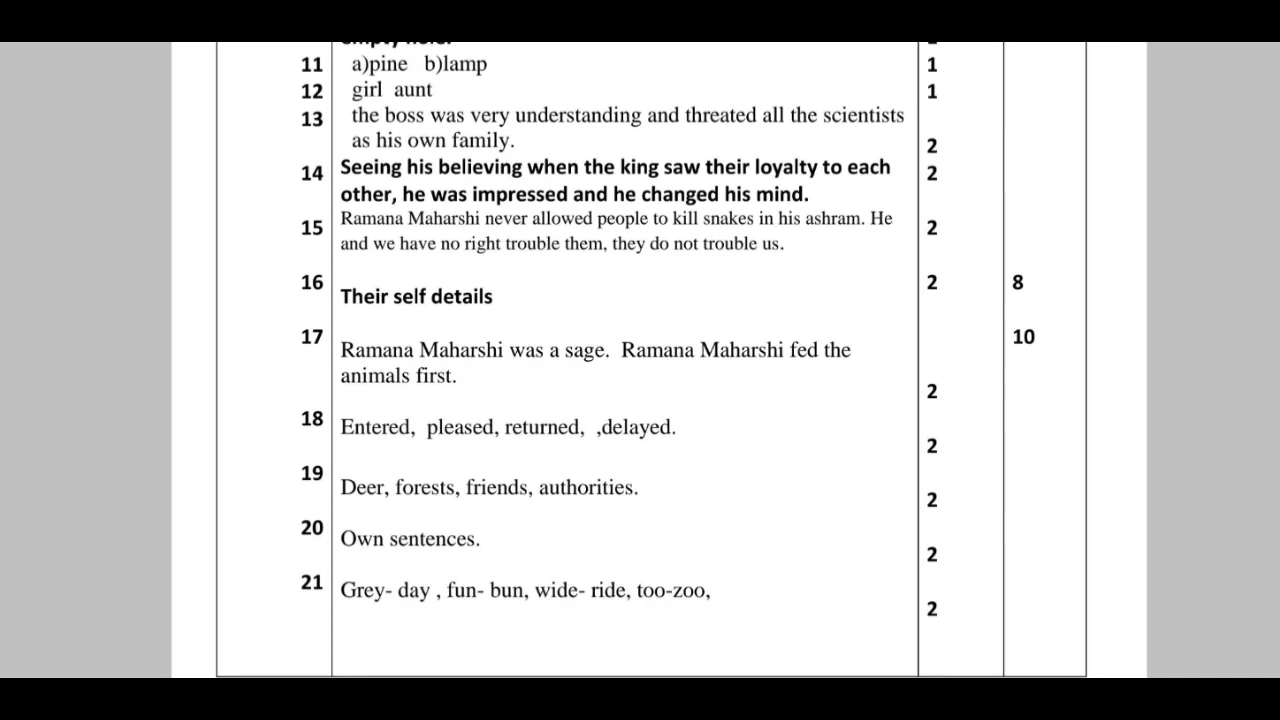 11 a)pine b)lamp 1
12 girl aunt 1
13 the boss was very understanding and threated all the scientists
as his own family. 2
14 Seeing his believing when the king saw their loyalty to each 2
other, he was impressed and he changed his mind.
15 Ramana Maharshi never allowed people to kill snakes in his ashram. He 2
and we have no right trouble them, they do not trouble us.
16 Their self details 2 8
17 Ramana Maharshi was a sage. Ramana Maharshi fed the 10
animals first. 2
18 Entered, pleased, returned, ,delayed. 2
19 Deer, forests, friends, authorities. 2
20 Own sentences. 2
21 Grey- day , fun- bun, wide- ride, too-zoo, 2